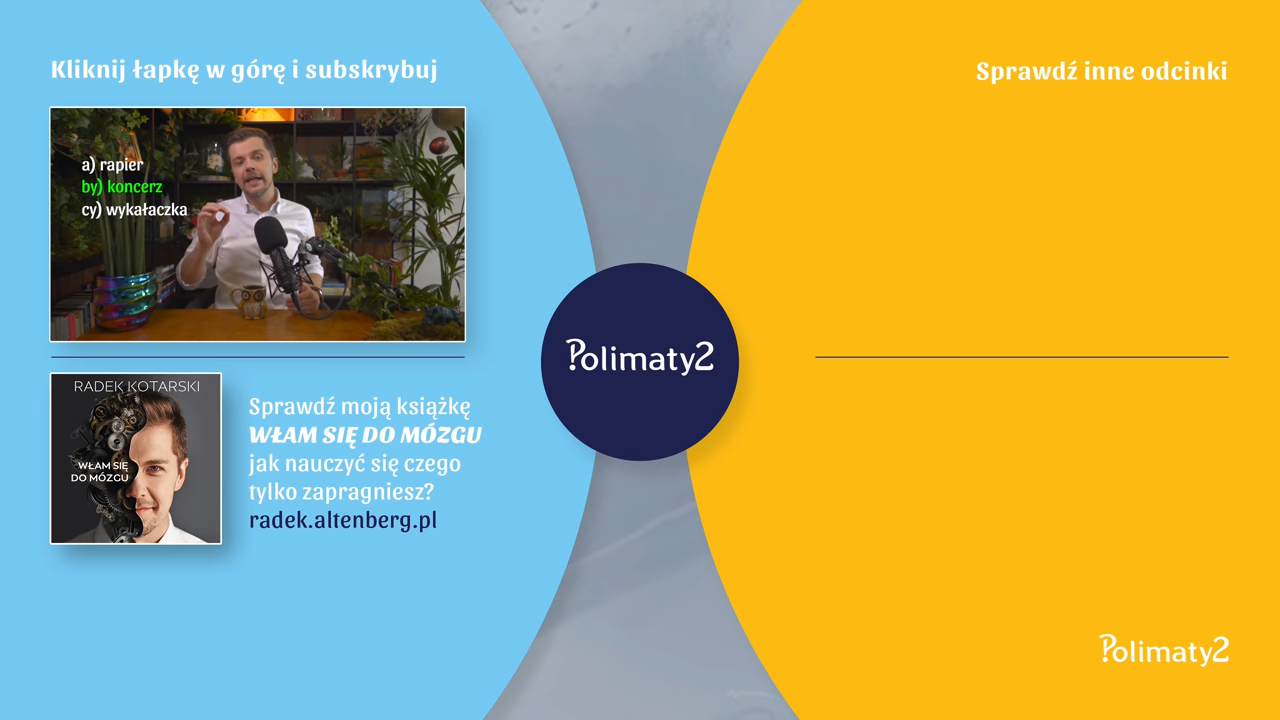 Kliknij łapkę w górę i subskrybuj
a) rapier
by) koncerz
cy) wykałaczka
RADEK KOTARSKI
WŁAM SIĘ
DO MÓZGU
Sprawdź moją książkę
WŁAM SIĘ DO MÓZGU
jak nauczyć się czego
tylko zapragniesz?
radek.altenberg.pl
Polimaty2
Sprawdź inne odcinki
Polimaty2